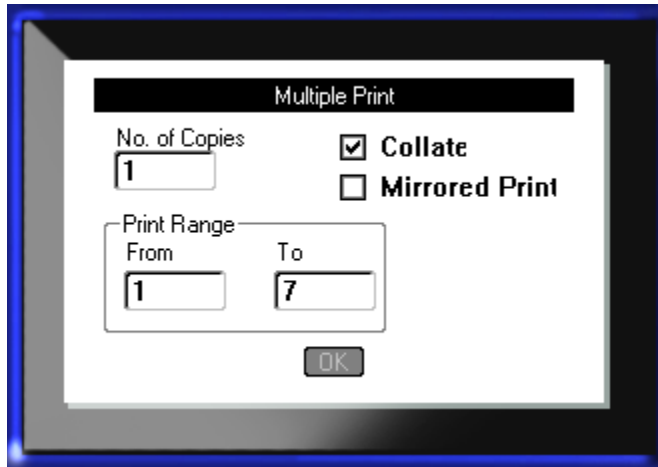 Multiple Print
No. of Copies
1
Collate
Mirrored Print
Print Range
From To
1 7
OK